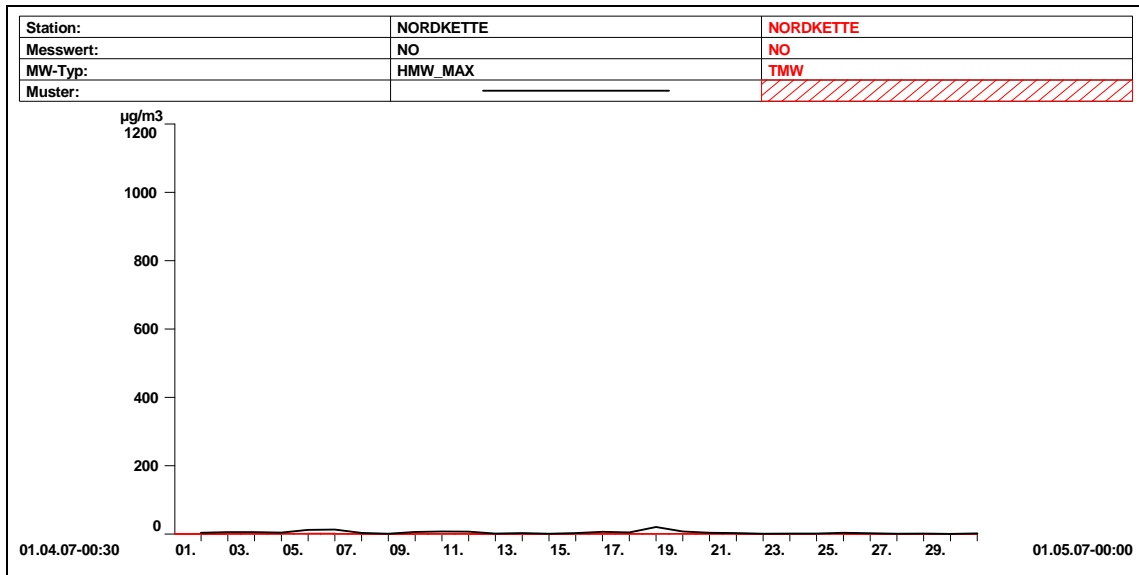 Station: NORDKETTE NORDKETTE
Messwert: NO NO
MW-Typ: HMW_MAX TMW
Muster:
µg/m3
1200
1000
800
600
400
200
0
01.04.07-00:30 01. 03. 05. 07. 09. 11. 13. 15. 17. 19. 21. 23. 25. 27. 29. 01.05.07-00:00